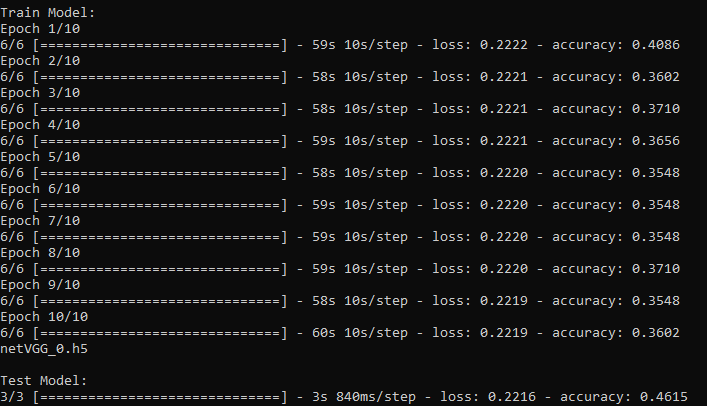 Train Model:
Epoch 1/10
6/6 [==============================] - 59s 10s/step - loss: 0.2222 - accuracy: 0.4086
Epoch 2/10
6/6 [==============================] - 58s 10s/step - loss: 0.2221 - accuracy: 0.3602
Epoch 3/10
6/6 [==============================] - 58s 10s/step - loss: 0.2221 - accuracy: 0.3710
Epoch 4/10
6/6 [==============================] - 59s 10s/step - loss: 0.2221 - accuracy: 0.3656
Epoch 5/10
6/6 [==============================] - 58s 10s/step - loss: 0.2220 - accuracy: 0.3548
Epoch 6/10
6/6 [==============================] - 59s 10s/step - loss: 0.2220 - accuracy: 0.3548
Epoch 7/10
6/6 [==============================] - 59s 10s/step - loss: 0.2220 - accuracy: 0.3548
Epoch 8/10
6/6 [==============================] - 59s 10s/step - loss: 0.2220 - accuracy: 0.3710
Epoch 9/10
6/6 [==============================] - 58s 10s/step - loss: 0.2219 - accuracy: 0.3548
Epoch 10/10
6/6 [==============================] - 60s 10s/step - loss: 0.2219 - accuracy: 0.3602
netVGG_0.h5
Test Model:
3/3 [==============================] - 3s 840ms/step - loss: 0.2216 - accuracy: 0.4615